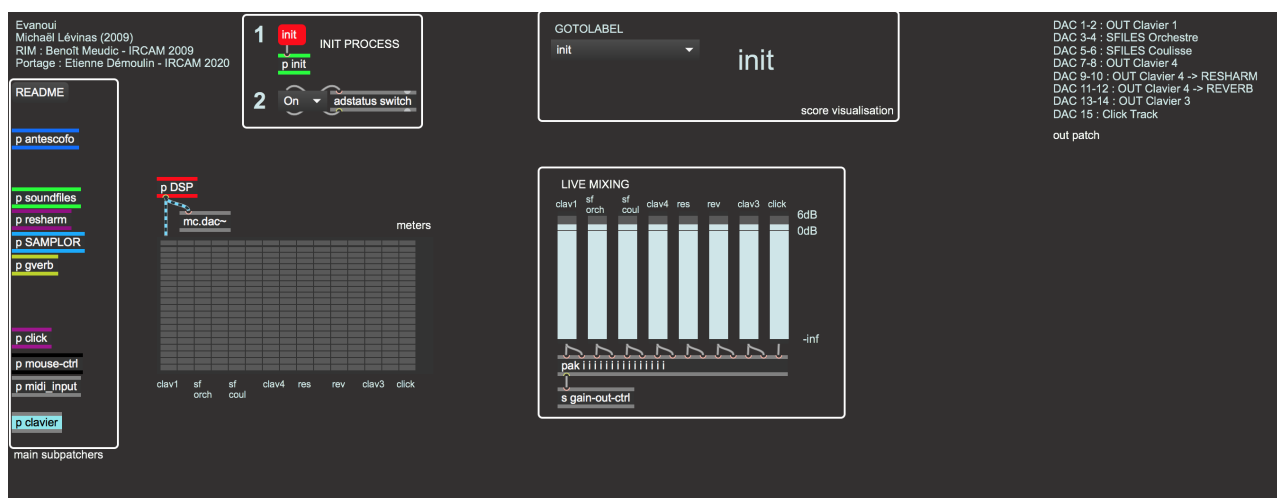 Evanoui
Michaël Lévinas (2009)
RIM : Benoît Meudic - IRCAM 2009
Portage : Etienne Démoulin - IRCAM 2020
README
p antescofo
p soundfiles
p resharm
p SAMPLOR
p gverb
p click
p mouse-ctrl
p midi_input
p clavier
main subpatchers
1
init
INIT PROCESS
p init
2
On
adstatus switch
p DSP
mc.dac~
meters
clav1 sf orch sf coul clav4 res rev clav3 click
GOTOLABEL
init
init
score visualisation
LIVE MIXING
clav1 sf orch sf coul clav4 res rev clav3 click
6dB
0dB
-inf
pak i i i i i i i i i i i i i i i
s gain-out-ctrl
DAC 1-2 : OUT Clavier 1
DAC 3-4 : SFILES Orchestre
DAC 5-6 : SFILES Coulisse
DAC 7-8 : OUT Clavier 4
DAC 9-10 : OUT Clavier 4 -> RESHARM
DAC 11-12 : OUT Clavier 4 -> REVERB
DAC 13-14 : OUT Clavier 3
DAC 15 : Click Track
out patch